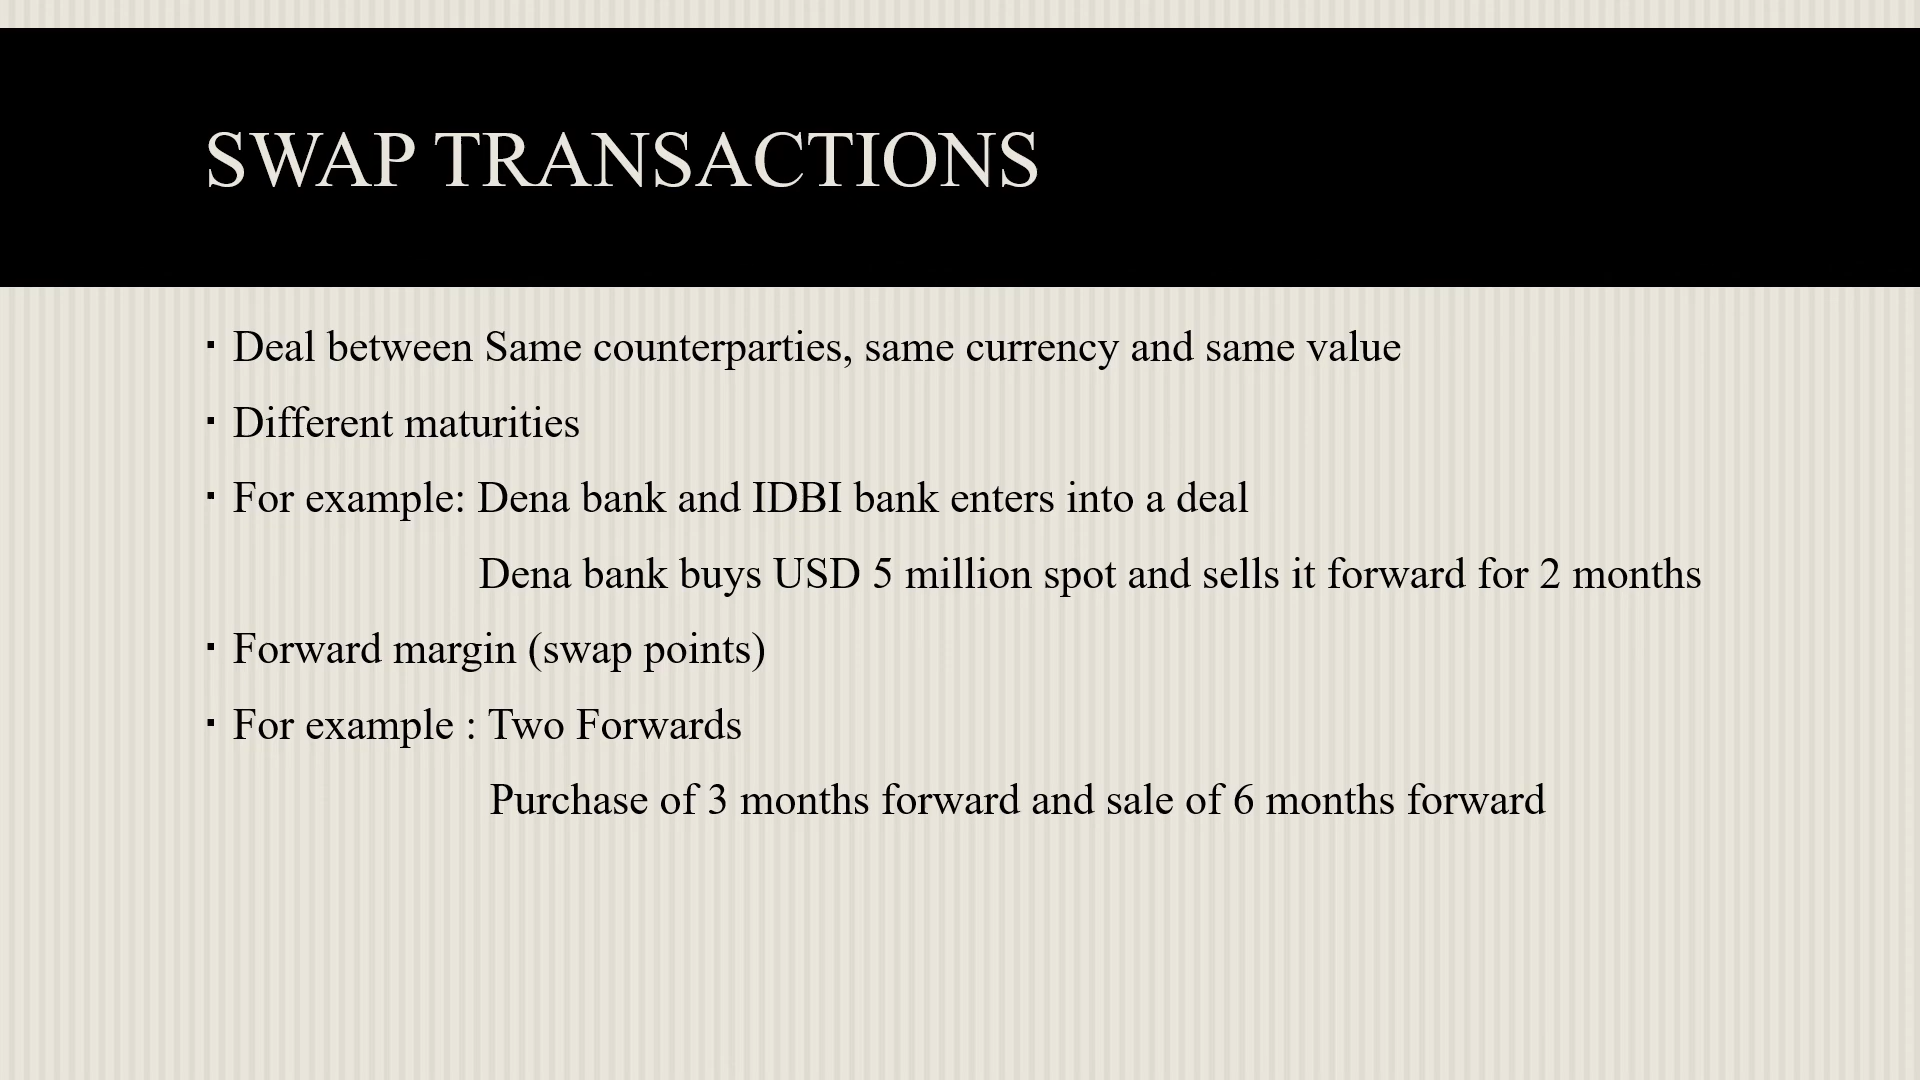 SWAP TRANSACTIONS
▪ Deal between Same counterparties, same currency and same value
▪ Different maturities
▪ For example: Dena bank and IDBI bank enters into a deal
Dena bank buys USD 5 million spot and sells it forward for 2 months
▪ Forward margin (swap points)
▪ For example : Two Forwards
Purchase of 3 months forward and sale of 6 months forward